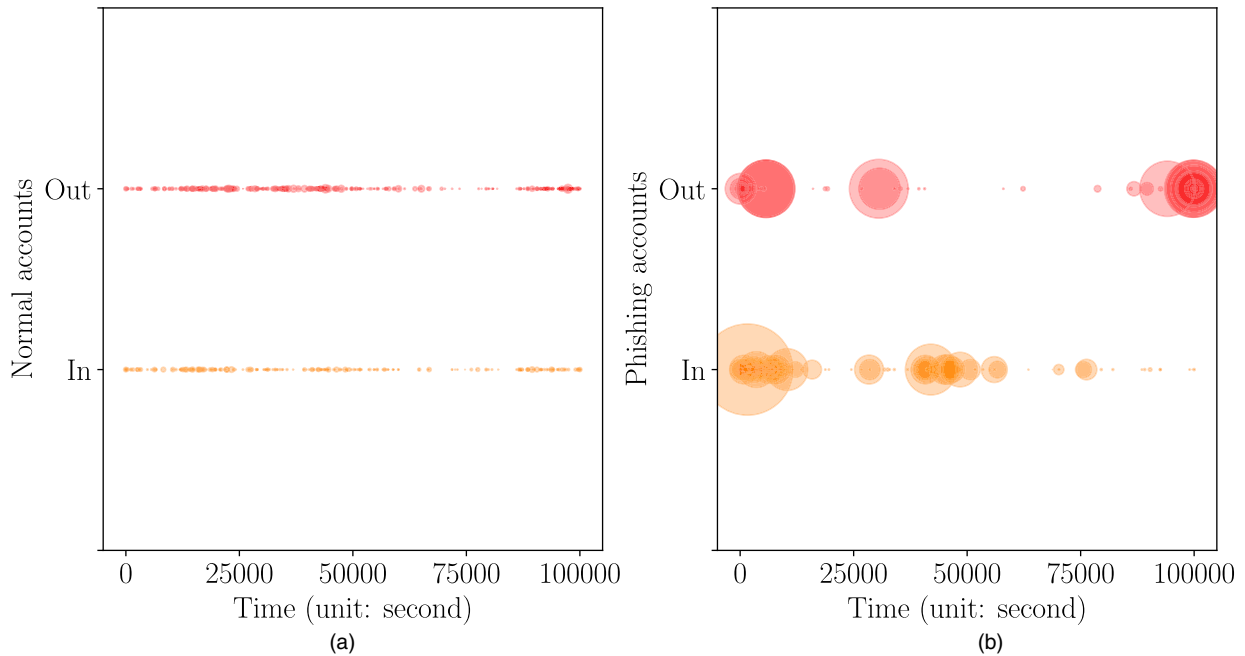 Normal accounts
Out
In
0 25000 50000 75000 100000
Time (unit: second)
(a)
Phishing accounts
Out
In
0 25000 50000 75000 100000
Time (unit: second)
(b)